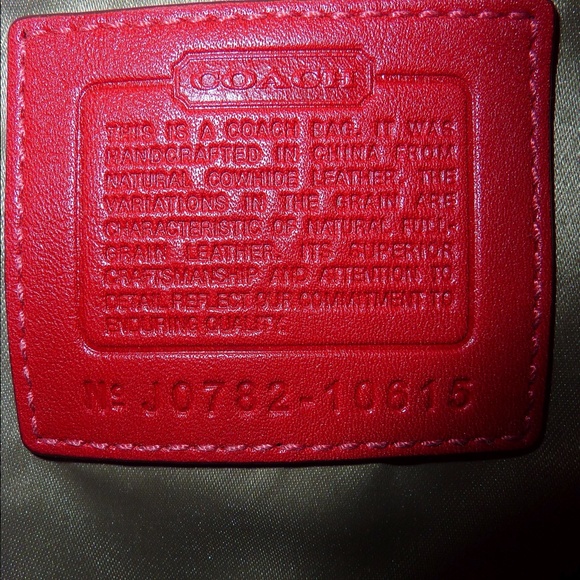 COACH
THIS IS A COACH BAG. IT WAS
HANDCRAFTED IN CHINA FROM
NATURAL COWHIDE LEATHER. THE
VARIATIONS IN THE GRAIN ARE
CHARACTERISTIC OF NATURAL FULL
GRAIN LEATHER. ITS SUPERIOR
CRAFTSMANSHIP AND ATTENTION TO
DETAIL REFLECT OUR COMMITMENT TO
ENDURING QUALITY.
Nº J0782-10615